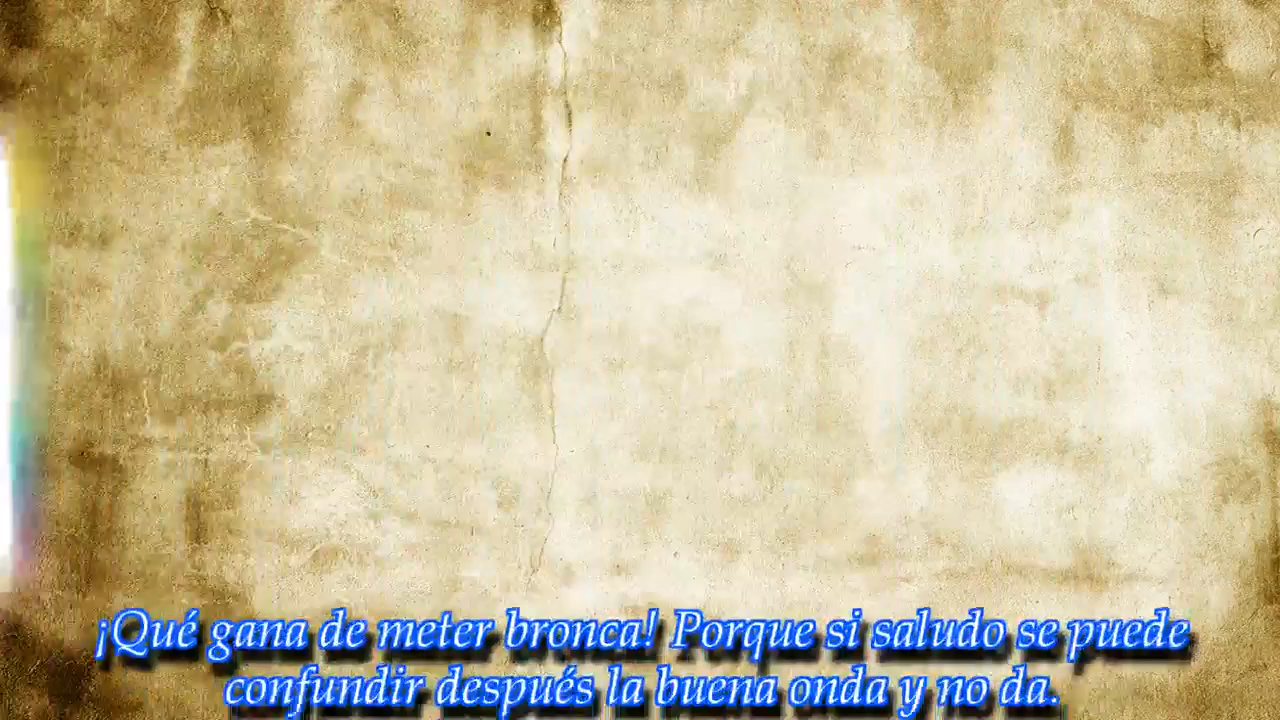 ¡Qué gana de meter bronca! Porque si saludo se puede
confundir después la buena onda y no da.